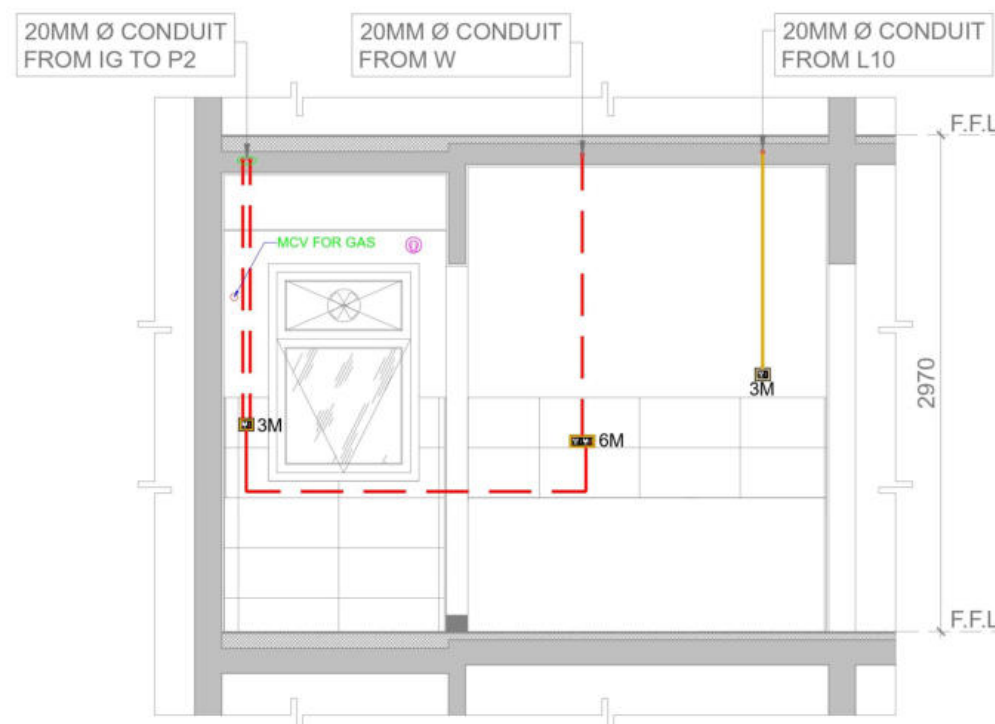 20MM Ø CONDUIT
FROM IG TO P2
20MM Ø CONDUIT
FROM W
20MM Ø CONDUIT
FROM L10
F.F.L
MCV FOR GAS
2970
3M
3M
6M
F.F.L